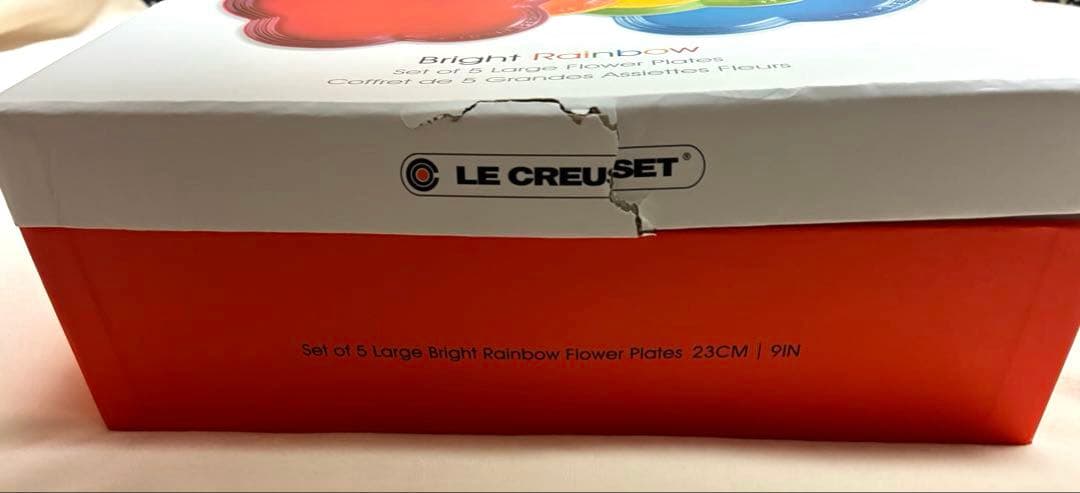 Bright Rainbow
Set of 5 Large Flower Plates
Coffret de 5 Grandes Assiettes Fleurs
LE CREUSET®
Set of 5 Large Bright Rainbow Flower Plates 23CM | 9IN